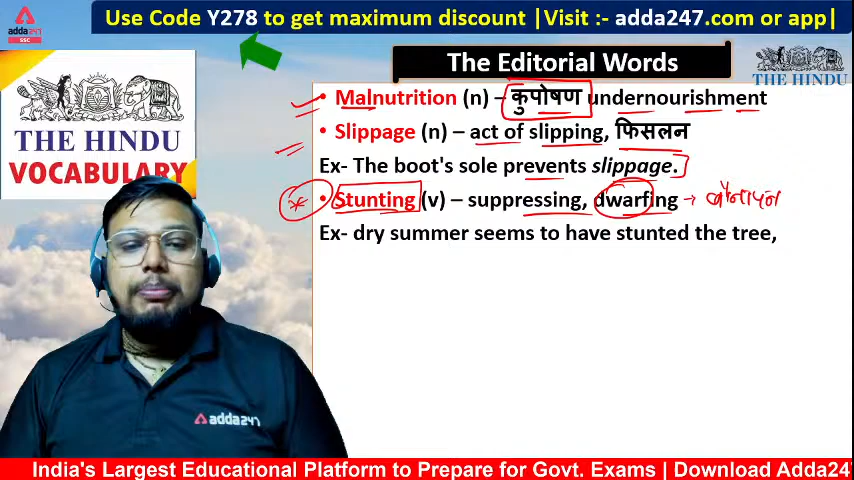 Use Code Y278 to get maximum discount |Visit :- adda247.com or app|
adda247
SSC
The Editorial Words
THE HINDU
THE HINDU
VOCABULARY
• Malnutrition (n) – कुपोषण undernourishment
• Slippage (n) – act of slipping, फिसलन
Ex- The boot's sole prevents slippage.
• Stunting (v) – suppressing, dwarfing →
Ex- dry summer seems to have stunted the tree,
adda247
India's Largest Educational Platform to Prepare for Govt. Exams | Download Adda24